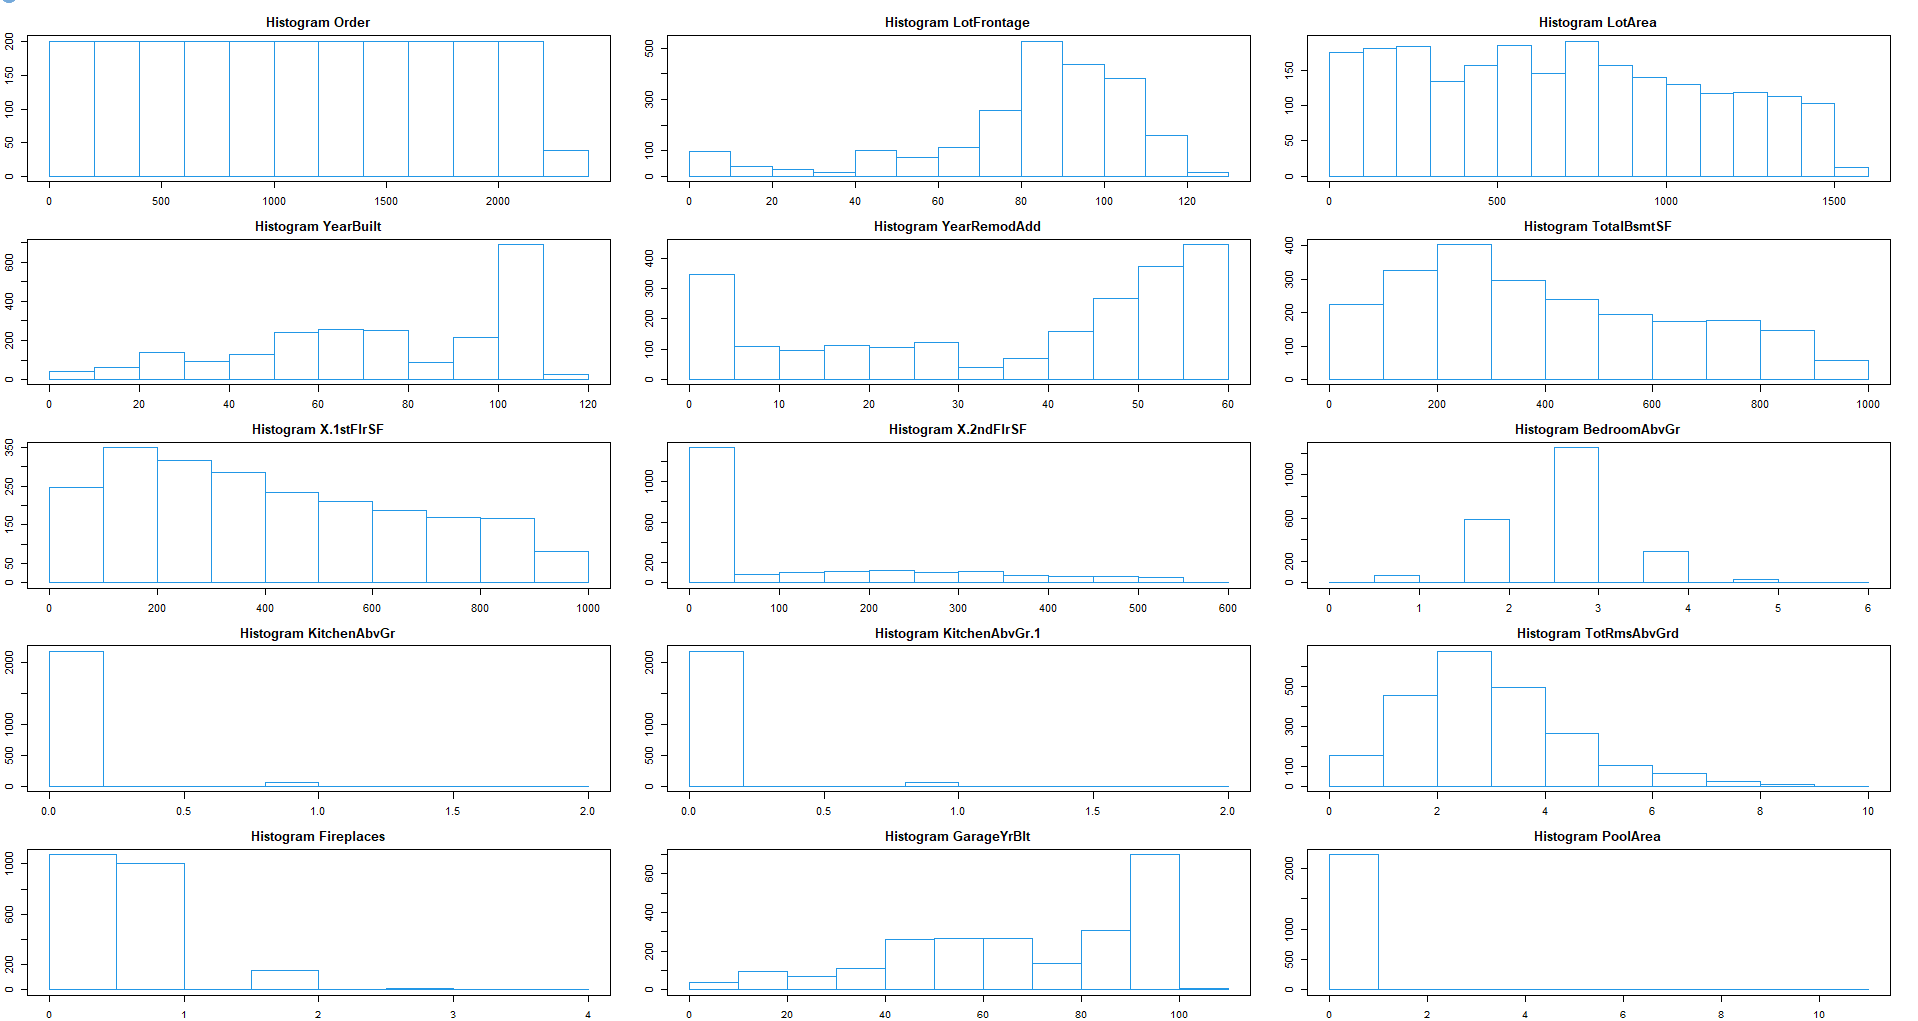 Histogram Order
Histogram LotFrontage
Histogram LotArea
0 50 100 150 200
0 500 1000 1500 2000
100 300 500
0
0 20 40 60 80 100 120
0 50 100 150
0 500 1000 1500
Histogram YearBuilt
Histogram YearRemodAdd
Histogram TotalBsmtSF
0 200 400 600
0 20 40 60 80 100 120
0 100 200 300 400
0 10 20 30 40 50 60
0 100 200 300 400
0 200 400 600 800 1000
Histogram X.1stFlrSF
Histogram X.2ndFlrSF
Histogram BedroomAbvGr
0 50 150 250 350
0 200 400 600 800 1000
0 200 600 1000
0 100 200 300 400 500 600
0 200 600 1000
0 1 2 3 4 5 6
Histogram KitchenAbvGr
Histogram KitchenAbvGr.1
Histogram TotRmsAbvGrd
0 500 1000 2000
0.0 0.5 1.0 1.5 2.0
0 500 1000 2000
0.0 0.5 1.0 1.5 2.0
0 100 300 500
0 2 4 6 8 10
Histogram Fireplaces
Histogram GarageYrBlt
Histogram PoolArea
0 200 600 1000
0 1 2 3 4
0 200 400 600
0 20 40 60 80 100
0 500 1000 2000
0 2 4 6 8 10